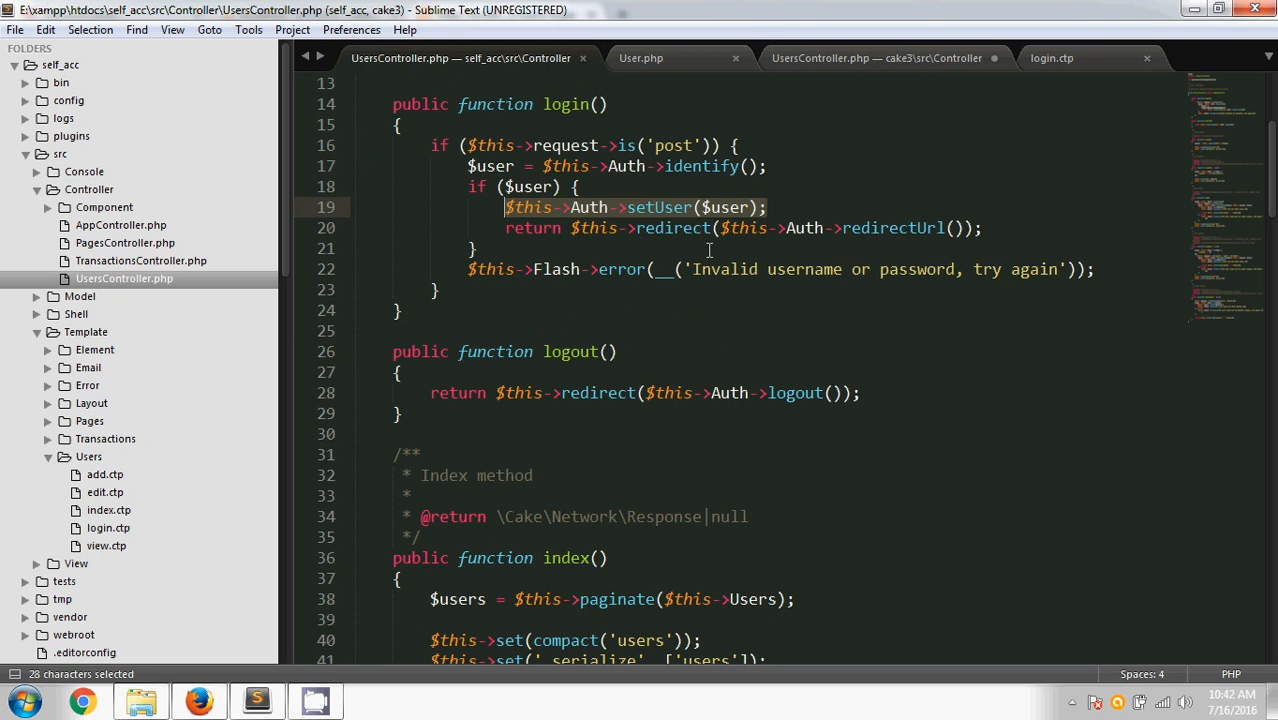 E:\xampp\htdocs\self_acc\src\Controller\UsersController.php (self_acc, cake3) - Sublime Text (UNREGISTERED)
File Edit Selection Find View Goto Tools Project Preferences Help
FOLDERS
self_acc
bin
config
logs
plugins
src
Console
Controller
Component
AppController.php
PagesController.php
TransactionsController.php
UsersController.php
Model
Shell
Template
Element
Email
Error
Layout
Pages
Transactions
Users
add.ctp
edit.ctp
index.ctp
login.ctp
view.ctp
View
tests
tmp
vendor
webroot
.editorconfig
UsersController.php — self_acc\src\Controller × User.php × UsersController.php — cake3\src\Controller login.ctp ×
13
14 public function login()
15 {
16 if ($this->request->is('post')) {
17 $user = $this->Auth->identify();
18 if ($user) {
19 $this->Auth->setUser($user);
20 return $this->redirect($this->Auth->redirectUrl());
21 }
22 $this->Flash->error(__('Invalid username or password, try again'));
23 }
24 }
25
26 public function logout()
27 {
28 return $this->redirect($this->Auth->logout());
29 }
30
31 /**
32 * Index method
33 *
34 * @return \Cake\Network\Response|null
35 */
36 public function index()
37 {
38 $users = $this->paginate($this->Users);
39
40 $this->set(compact('users'));
41 $this->set('_serialize', ['users']);
28 characters selected
Spaces: 4
PHP
10:42 AM
7/16/2016